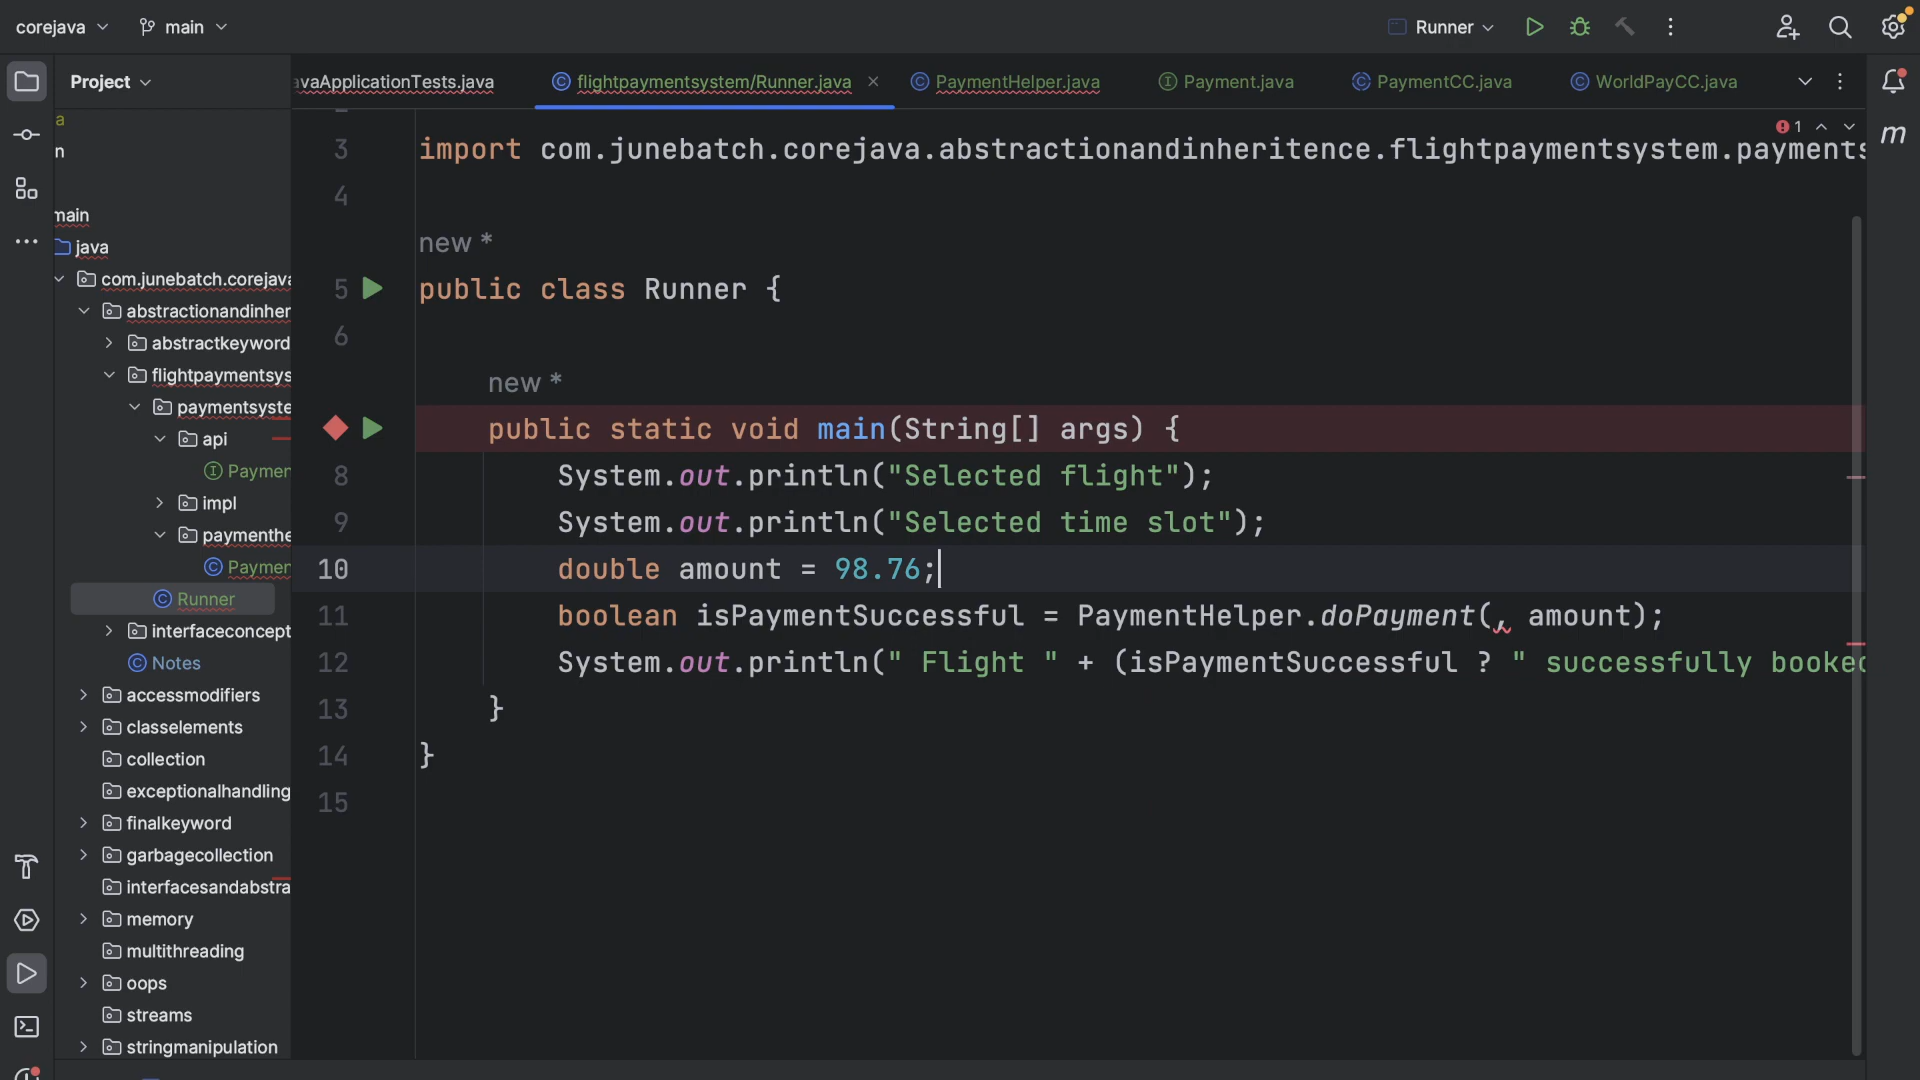 corejava
main
Runner
Project
avaApplicationTests.java
flightpaymentsystem/Runner.java
PaymentHelper.java
Payment.java
PaymentCC.java
WorldPayCC.java
a
n
main
java
com.junebatch.corejava
abstractionandinher
abstractkeyword
flightpaymentsys
paymentsyste
api
Paymen
impl
paymenthe
Paymen
Runner
interfaceconcept
Notes
accessmodifiers
classelements
collection
exceptionalhandling
finalkeyword
garbagecollection
interfacesandabstra
memory
multithreading
oops
streams
stringmanipulation
1
m
3 import com.junebatch.corejava.abstractionandinheritence.flightpaymentsystem.payments
4
new *
5 public class Runner {
6
new *
public static void main(String[] args) {
8 System.out.println("Selected flight");
9 System.out.println("Selected time slot");
10 double amount = 98.76;
11 boolean isPaymentSuccessful = PaymentHelper.doPayment(, amount);
12 System.out.println(" Flight " + (isPaymentSuccessful ? " successfully booked
13 }
14 }
15